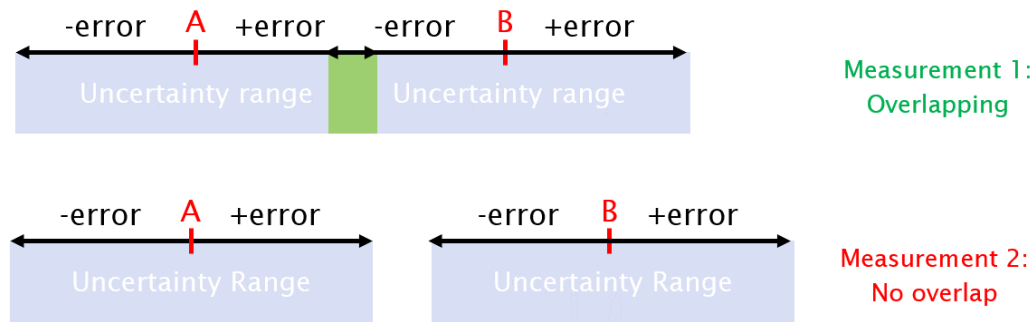 -error A +error -error B +error
Uncertainty range Uncertainty range
Measurement 1:
Overlapping
-error A +error -error B +error
Uncertainty Range Uncertainty Range
Measurement 2:
No overlap